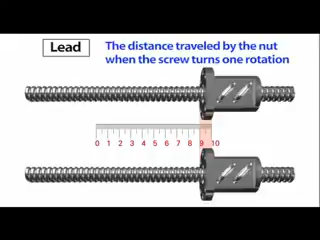 Lead
The distance traveled by the nut
when the screw turns one rotation
0 1 2 3 4 5 6 7 8 9 10